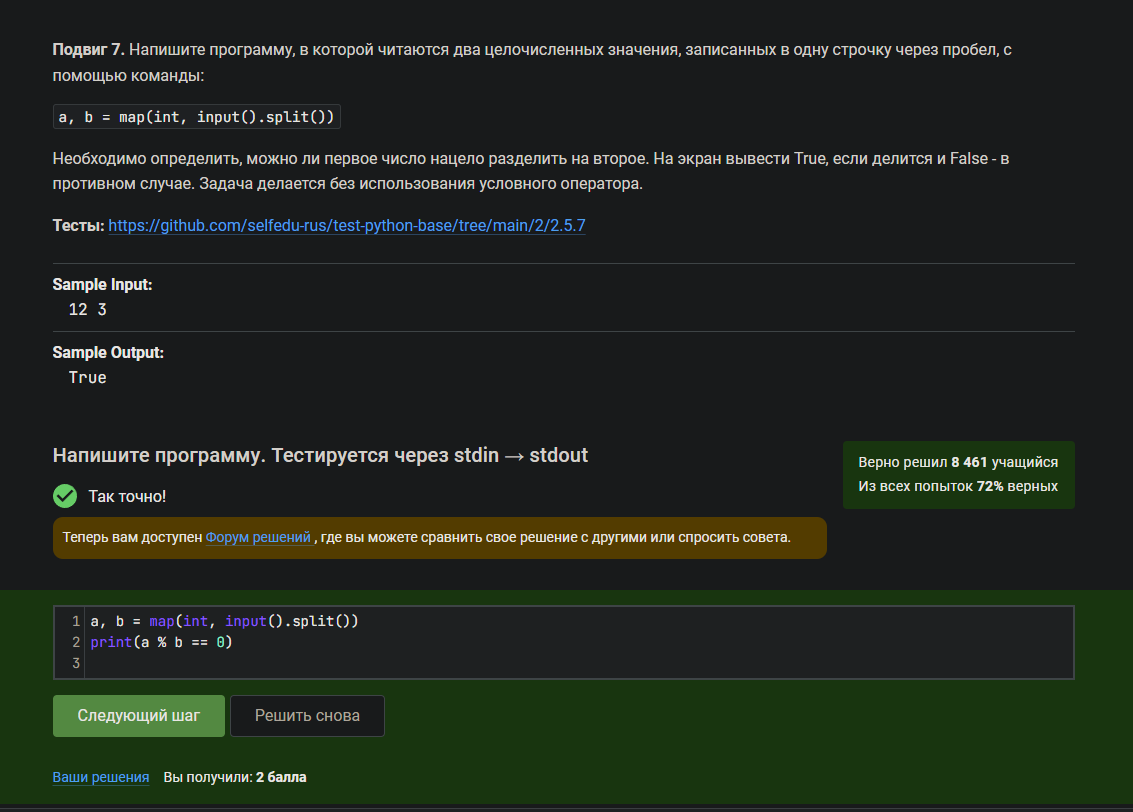 Подвиг 7. Напишите программу, в которой читаются два целочисленных значения, записанных в одну строчку через пробел, с
помощью команды:
a, b = map(int, input().split())
Необходимо определить, можно ли первое число нацело разделить на второе. На экран вывести True, если делится и False - в
противном случае. Задача делается без использования условного оператора.
Тесты: https://github.com/selfedu-rus/test-python-base/tree/main/2/2.5.7
Sample Input:
12 3
Sample Output:
True
Напишите программу. Тестируется через stdin → stdout
Верно решил 8 461 учащийся
Из всех попыток 72% верных
Так точно!
Теперь вам доступен Форум решений , где вы можете сравнить свое решение с другими или спросить совета.
1 a, b = map(int, input().split())
2 print(a % b == 0)
3
Следующий шаг Решить снова
Ваши решения Вы получили: 2 балла